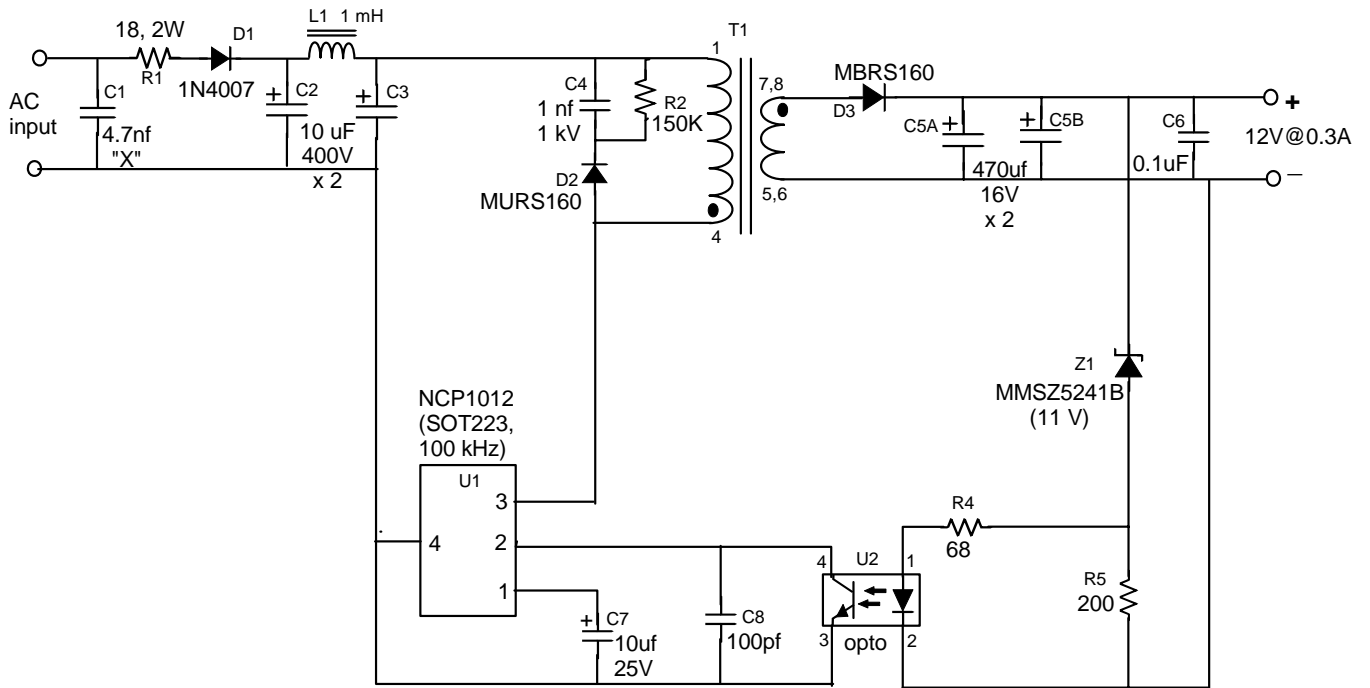 L1 1 mH
T1
18, 2W
D1
R1
1N4007
AC
input
C1
4.7nf
"X"
C2
10 uF
400V
x 2
C3
C4
1 nf
1 kV
R2
150K
D2
MURS160
1
4
7,8
5,6
MBRS160
D3
C5A
C5B
470uf
16V
x 2
C6
0.1uF
+
12V@0.3A
_
+
+
+
+
Z1
MMSZ5241B
(11 V)
NCP1012
(SOT223,
100 kHz)
U1
3
4
2
1
+
C7
10uf
25V
C8
100pf
U2
4
1
3
2
opto
R4
68
R5
200